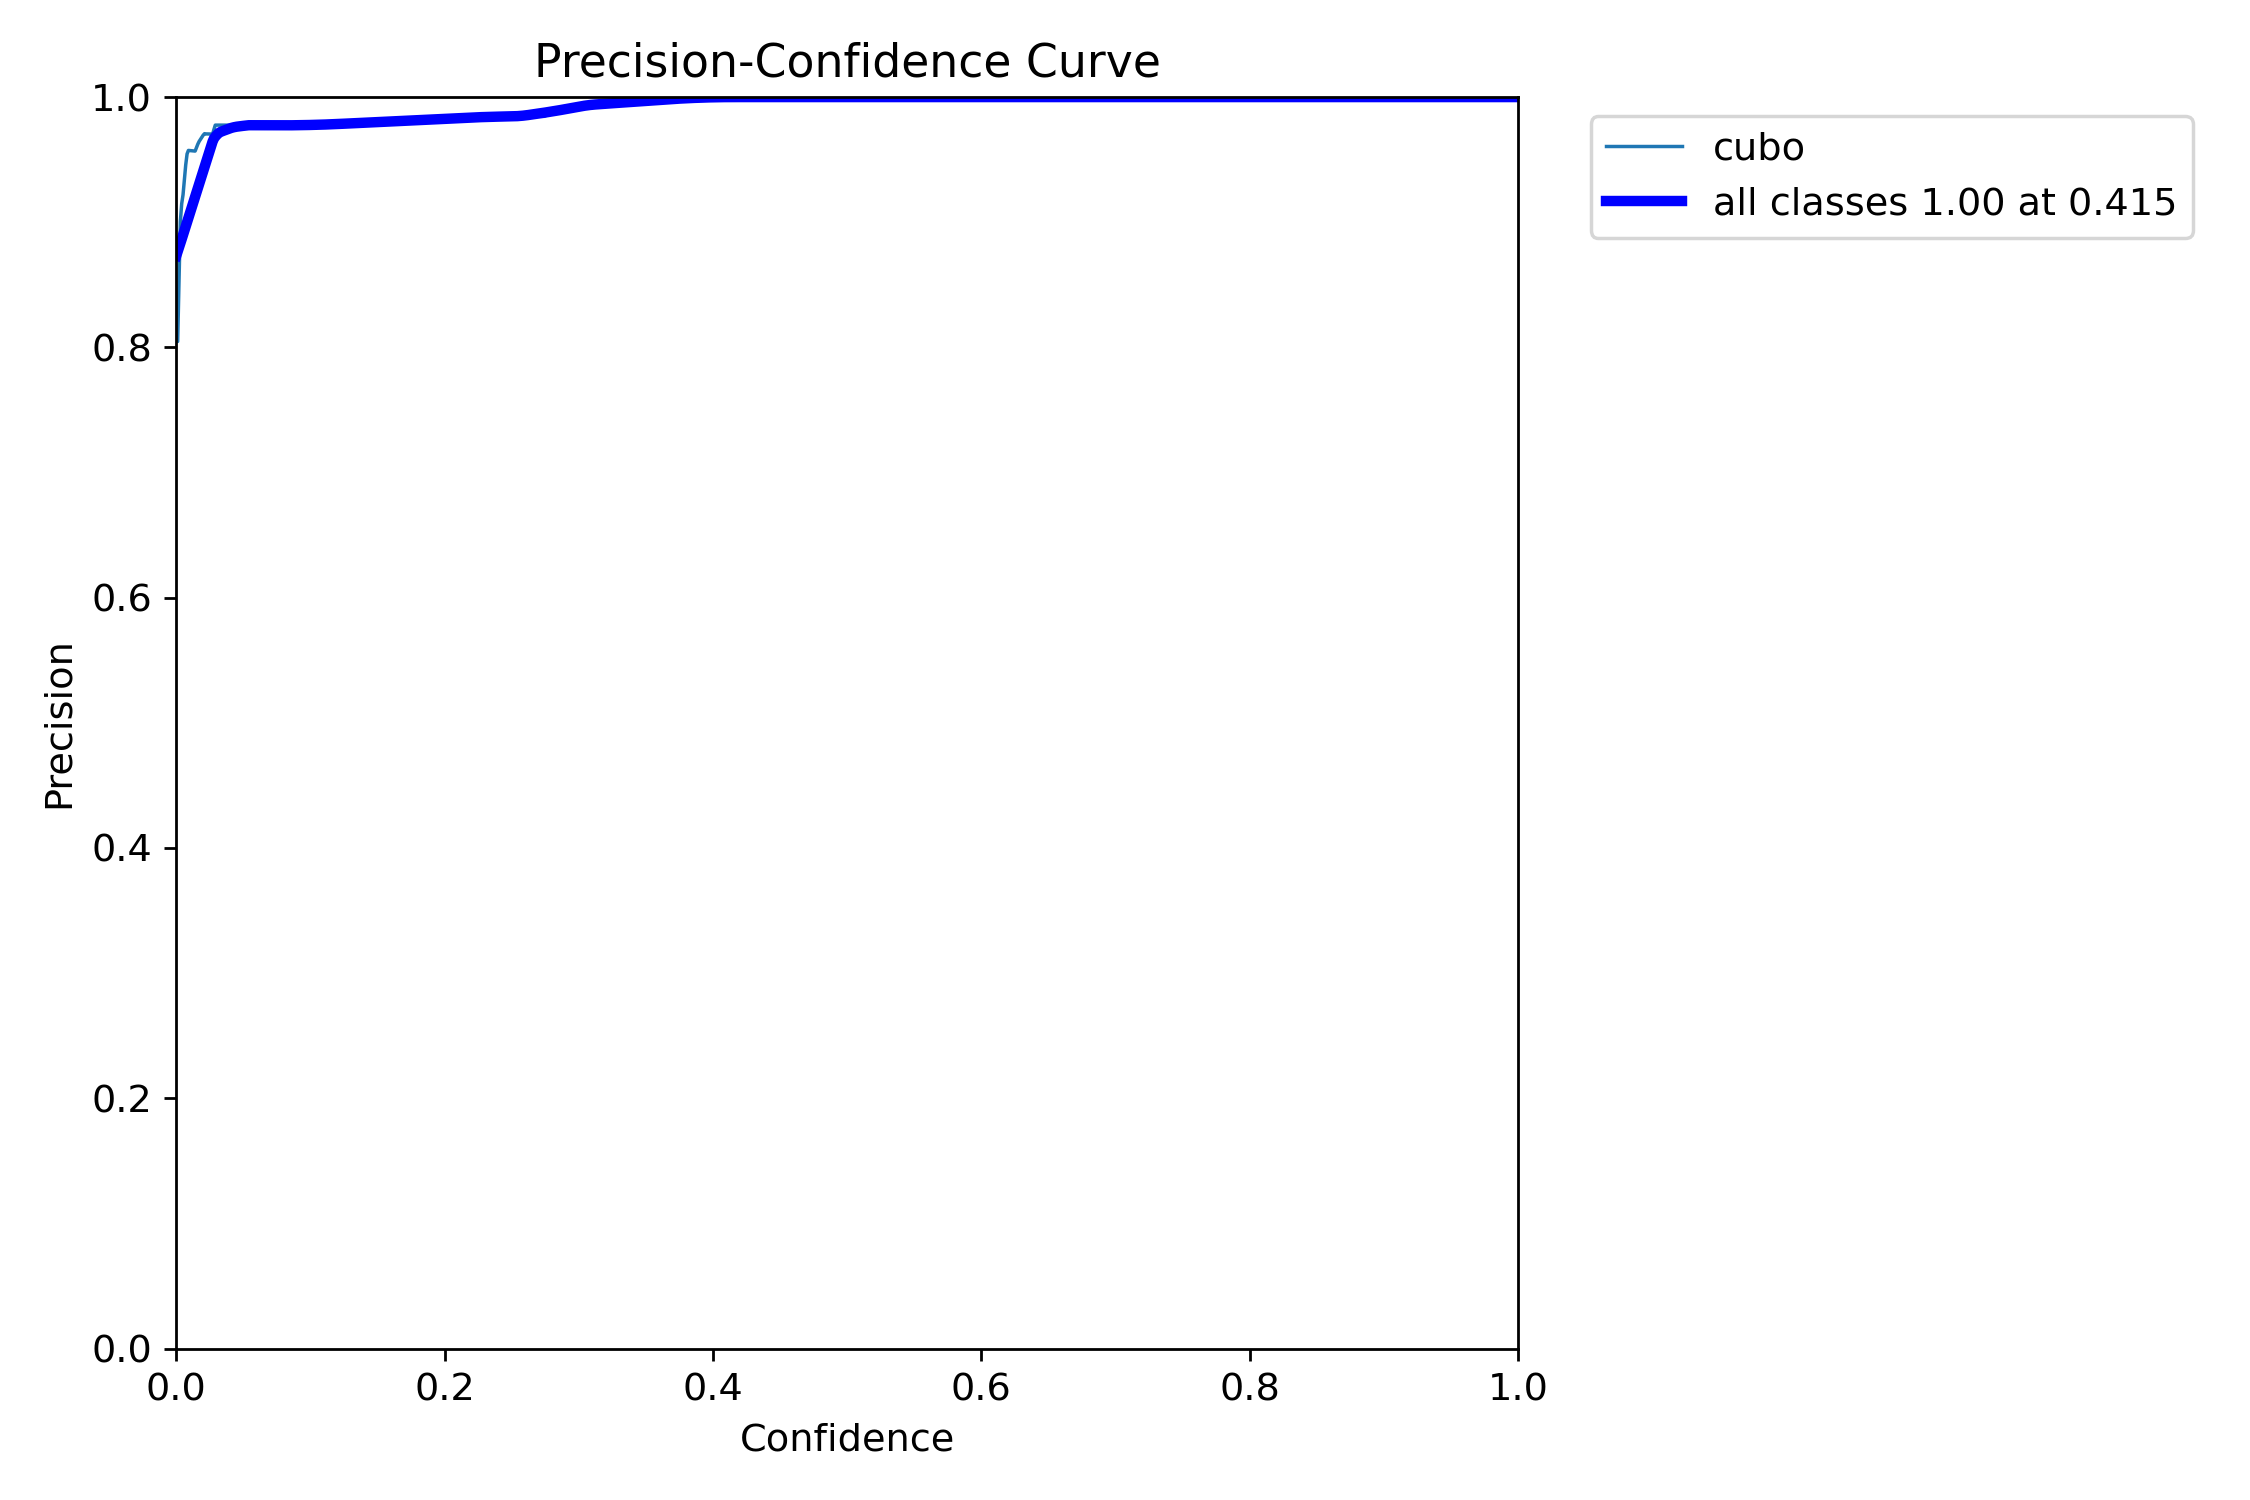 Precision-Confidence Curve
1.0
0.8
0.6
0.4
0.2
0.0
Precision
0.0 0.2 0.4 0.6 0.8 1.0
Confidence
cubo
all classes 1.00 at 0.415